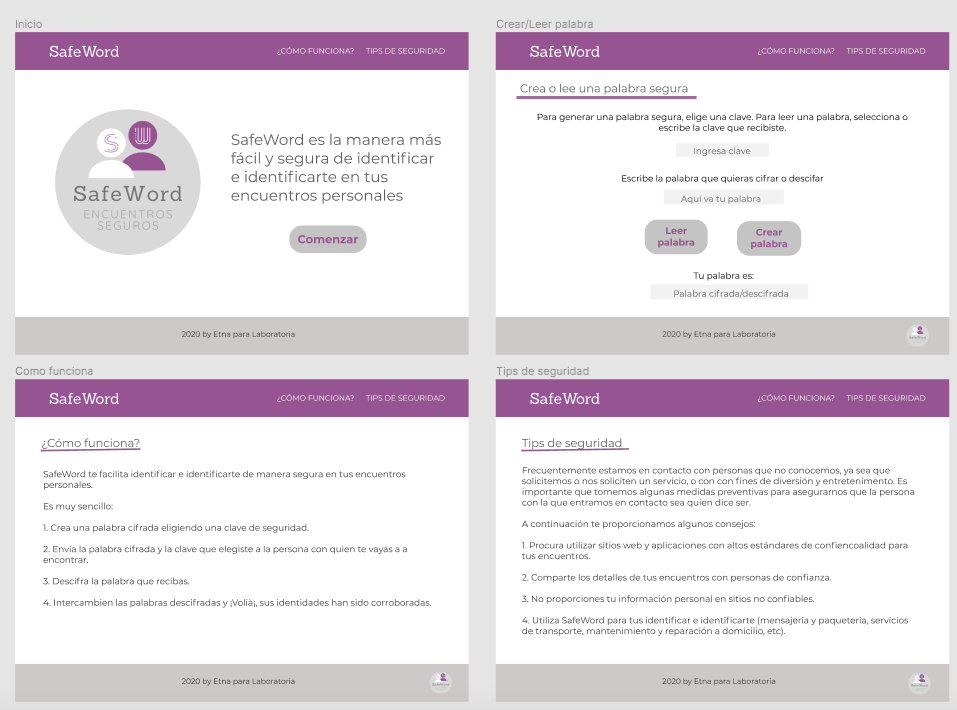 Inicio
SafeWord
¿CÓMO FUNCIONA? TIPS DE SEGURIDAD
S W
SafeWord
ENCUENTROS
SEGUROS
SafeWord es la manera más
fácil y segura de identificar
e identificarte en tus
encuentros personales
Comenzar
2020 by Etna para Laboratoria
Crear/Leer palabra
SafeWord
¿CÓMO FUNCIONA? TIPS DE SEGURIDAD
Crea o lee una palabra segura
Para generar una palabra segura, elige una clave. Para leer una palabra, selecciona o
escribe la clave que recibiste.
Ingresa clave
Escribe la palabra que quieras cifrar o descifar
Aquí va tu palabra
Leer
palabra
Crear
palabra
Tu palabra es:
Palabra cifrada/descifrada
2020 by Etna para Laboratoria
SafeWord
Como funciona
SafeWord
¿CÓMO FUNCIONA? TIPS DE SEGURIDAD
¿Cómo funciona?
SafeWord te facilita identificar e identificarte de manera segura en tus encuentros
personales.
Es muy sencillo:
1. Crea una palabra cifrada eligiendo una clave de seguridad.
2. Envía la palabra cifrada y la clave que elegiste a la persona con quien te vayas a a
encontrar.
3. Descifra la palabra que recibas.
4. Intercambien las palabras descifradas y ¡Volià¡, sus identidades han sido corroboradas.
2020 by Etna para Laboratoria
SafeWord
Tips de seguridad
SafeWord
¿CÓMO FUNCIONA? TIPS DE SEGURIDAD
Tips de seguridad
Frecuentemente estamos en contacto con personas que no conocemos, ya sea que
solicitemos o nos soliciten un servicio, o con con fines de diversión y entretenimento. Es
importante que tomemos algunas medidas preventivas para asegurarnos que la persona
con la que entramos en contacto sea quien dice ser.
A continuación te proporcionamos algunos consejos:
1. Procura utilizar sitios web y aplicaciones con altos estándares de confiencoalidad para
tus encuentros.
2. Comparte los detalles de tus encuentros con personas de confianza.
3. No proporciones tu información personal en sitios no confiables.
4. Utiliza SafeWord para tus identificar e identificarte (mensajería y paquetería, servicios
de transporte, mantenimiento y reparación a domicilio, etc).
2020 by Etna para Laboratoria
SafeWord